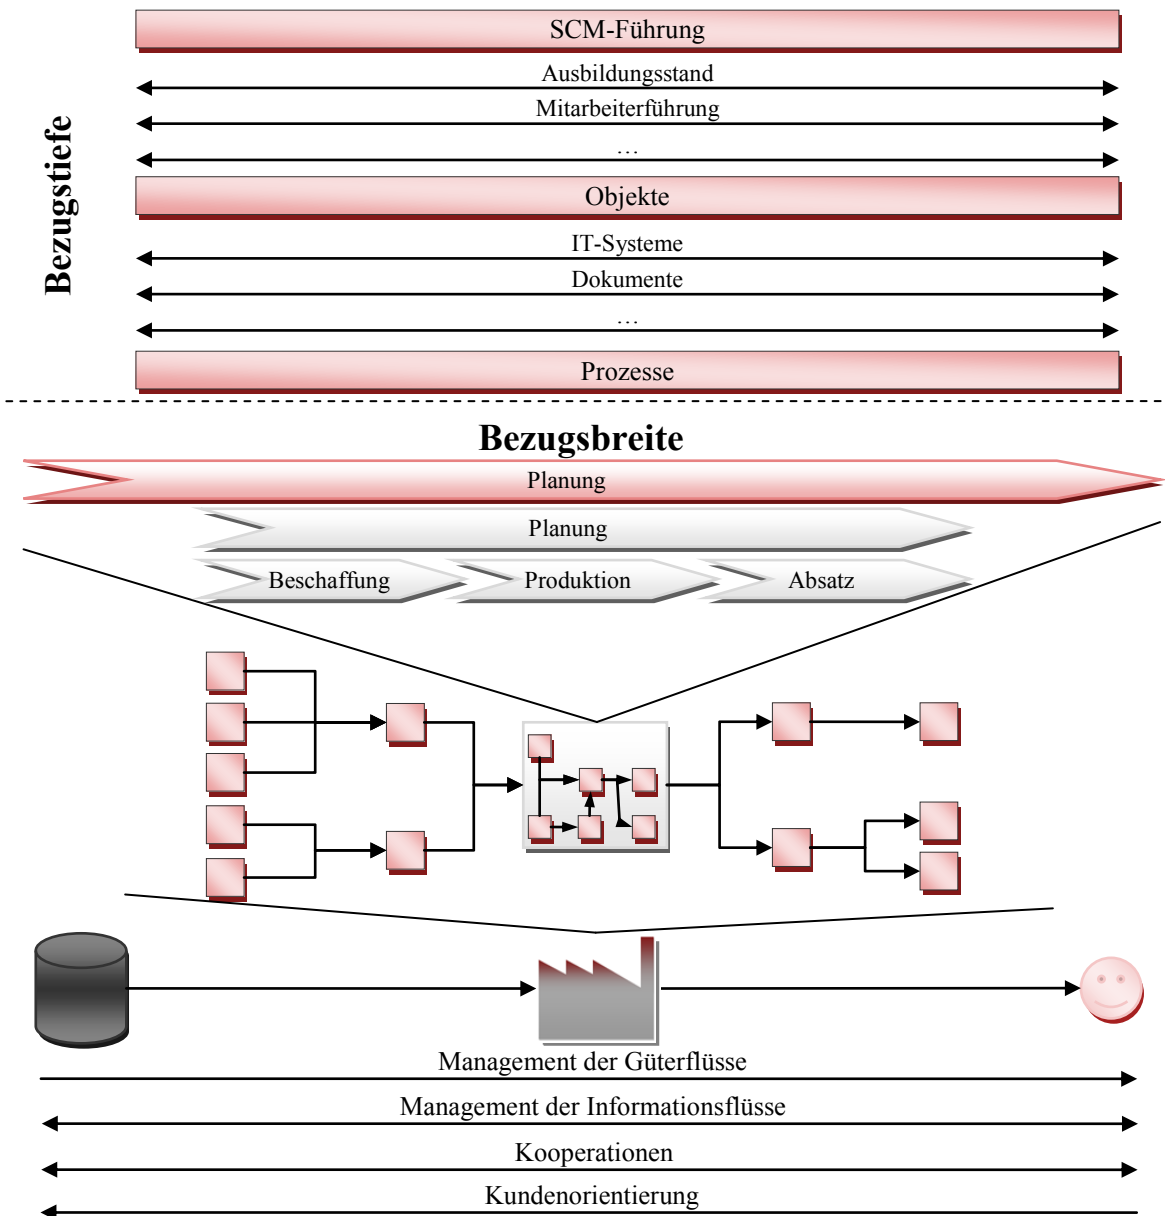 SCM-Führung
Ausbildungsstand
Mitarbeiterführung
...
Bezugstiefe
Objekte
IT-Systeme
Dokumente
...
Prozesse
Bezugsbreite
Planung
Planung
Beschaffung
Produktion
Absatz
Management der Güterflüsse
Management der Informationsflüsse
Kooperationen
Kundenorientierung